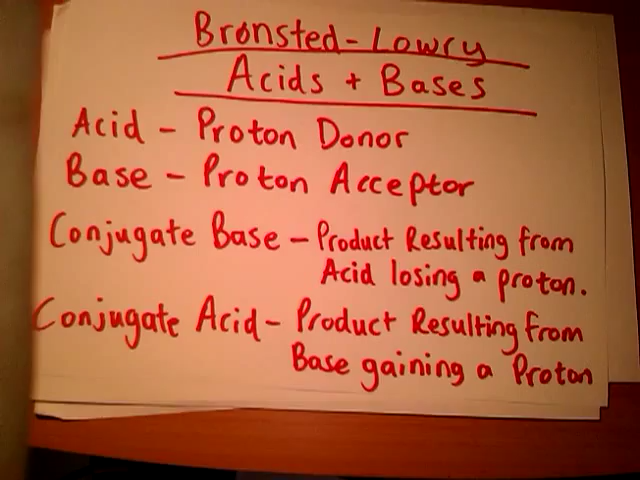 Bronsted-Lowry
Acids + Bases
Acid - Proton Donor
Base - Proton Acceptor
Conjugate Base - Product Resulting from
Acid losing a proton.
Conjugate Acid - Product Resulting from
Base gaining a Proton